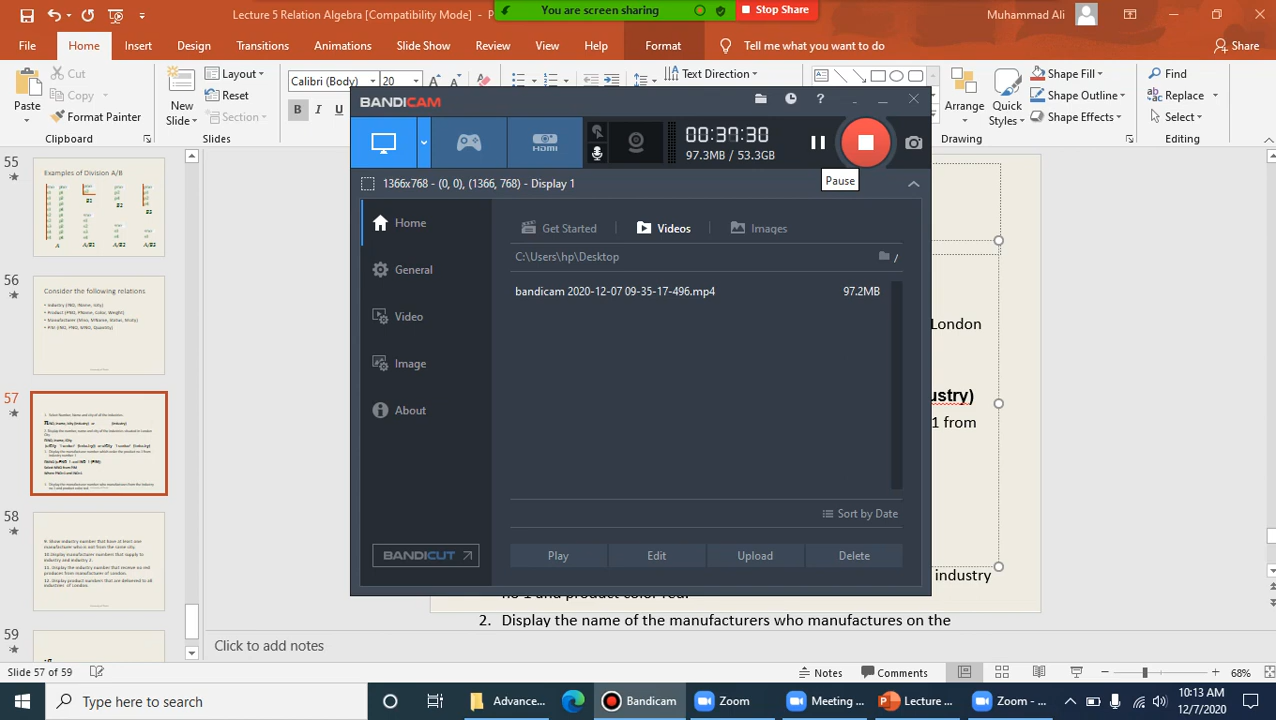 Lecture 5 Relation Algebra [Compatibility Mode] - P
You are screen sharing
Stop Share
Muhammad Ali
File Home Insert Design Transitions Animations Slide Show Review View Help Format Tell me what you want to do Share
Paste
Cut
Copy
Format Painter
Clipboard
New Slide
Layout
Reset
Section
Slides
Calibri (Body) 20
B I U
Text Direction
Arrange
Quick Styles
Shape Fill
Shape Outline
Shape Effects
Drawing
Find
Replace
Select
Editing
BANDICAM
HDMI
00:37:30
97.3MB / 53.3GB
Pause
1366x768 - (0, 0), (1366, 768) - Display 1
Home
General
Video
Image
About
BANDICUT
Get Started Videos Images
C:\Users\hp\Desktop
/
bandicam 2020-12-07 09-35-17-496.mp4 97.2MB
Sort by Date
Play Edit Upload Delete
55
Examples of Division A/B
56
Consider the following relations
57
58
59
London
ustry)
1 from
industry
no 1 and product color red.
2. Display the name of the manufacturers who manufactures on the
Click to add notes
Slide 57 of 59
Notes Comments
68%
Type here to search
Advance...
Bandicam
Zoom
Meeting ...
Lecture ...
Zoom - ...
10:13 AM
12/7/2020